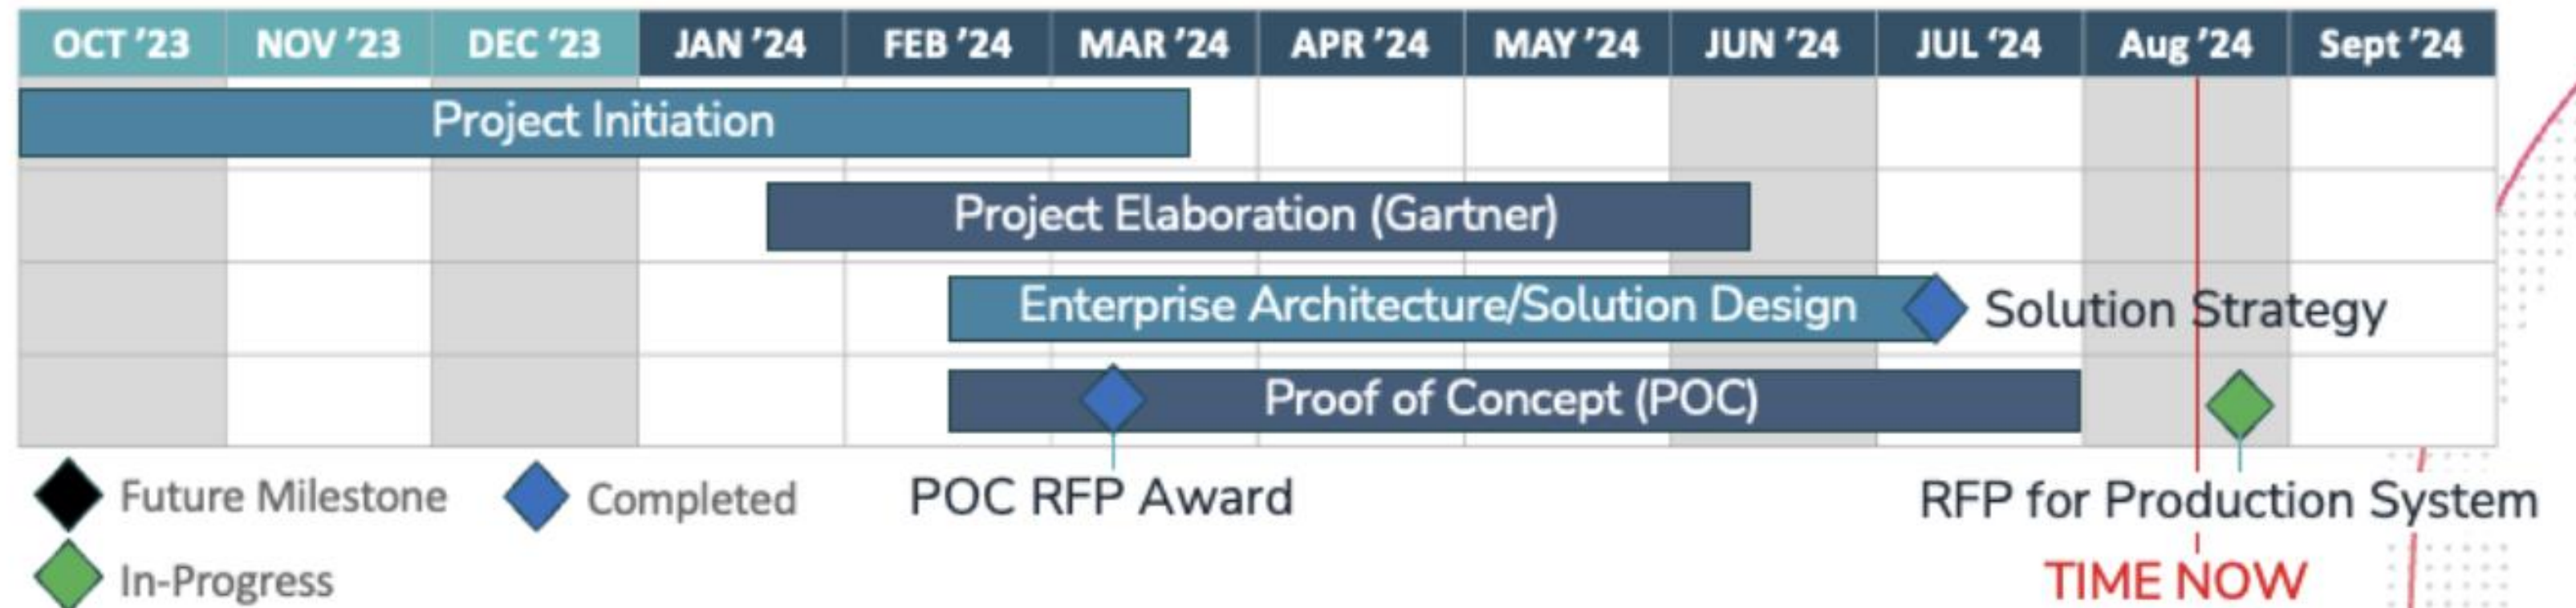 OCT ’23 NOV ’23 DEC ‘23 JAN ’24 FEB ’24 MAR ’24 APR ’24 MAY ’24 JUN ’24 JUL ‘24 Aug ’24 Sept ’24
Project Initiation
Project Elaboration (Gartner)
Enterprise Architecture/Solution Design Solution Strategy
Proof of Concept (POC)
Future Milestone Completed POC RFP Award RFP for Production System
In-Progress TIME NOW